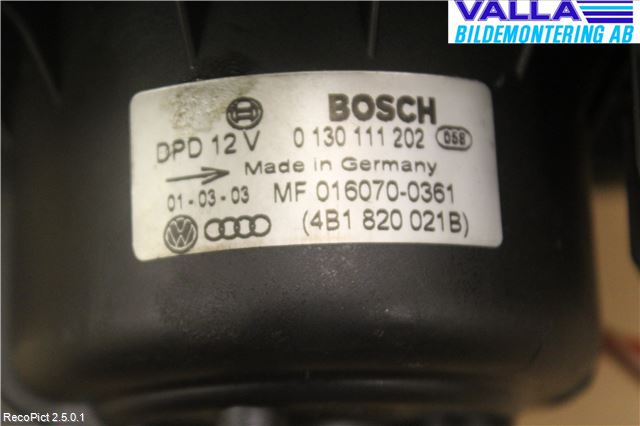 VALLA
BILDEMONTERING AB
BOSCH
DPD 12 V 0 130 111 202 058
Made in Germany
01-03-03 MF 016070-0361
(4B1 820 021B)
RecoPict 2.5.0.1